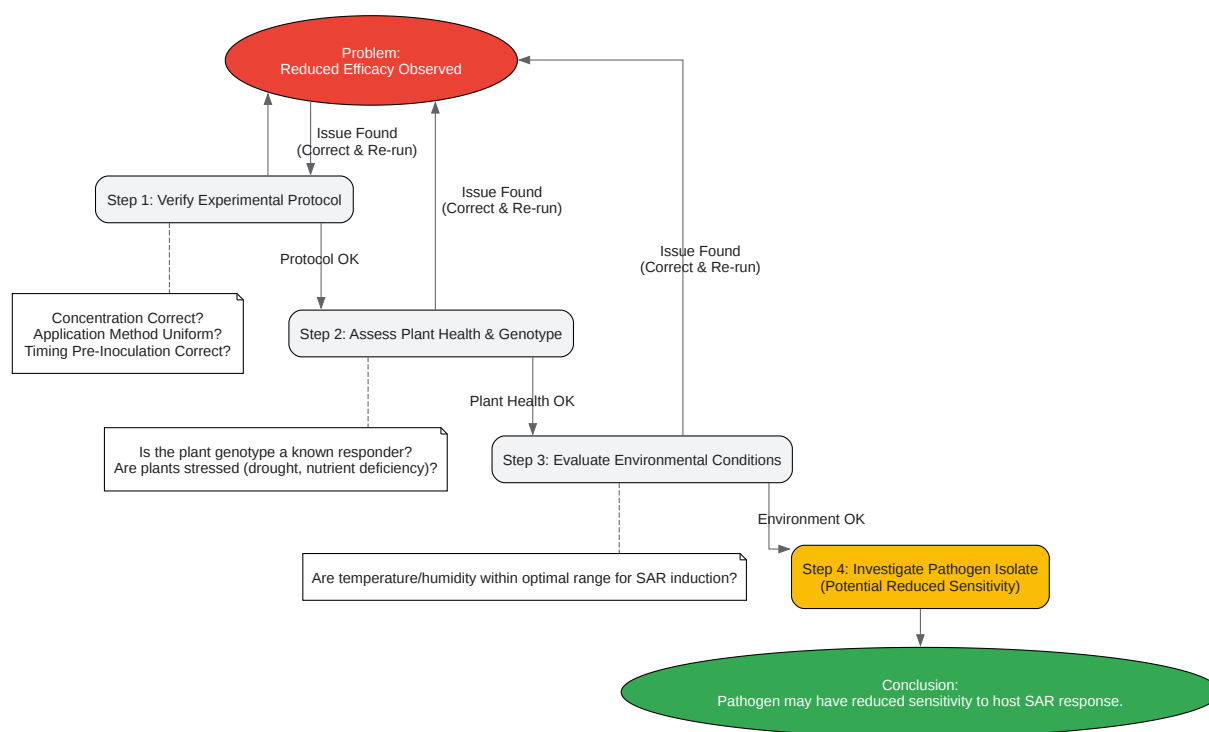 Problem:
Reduced Efficacy Observed
Issue Found
(Correct & Re-run)
Step 1: Verify Experimental Protocol
Issue Found
(Correct & Re-run)
Issue Found
(Correct & Re-run)
Protocol OK
Concentration Correct?
Application Method Uniform?
Timing Pre-Inoculation Correct?
Step 2: Assess Plant Health & Genotype
Plant Health OK
Is the plant genotype a known responder?
Are plants stressed (drought, nutrient deficiency)?
Step 3: Evaluate Environmental Conditions
Environment OK
Are temperature/humidity within optimal range for SAR induction?
Step 4: Investigate Pathogen Isolate
(Potential Reduced Sensitivity)
Conclusion:
Pathogen may have reduced sensitivity to host SAR response.